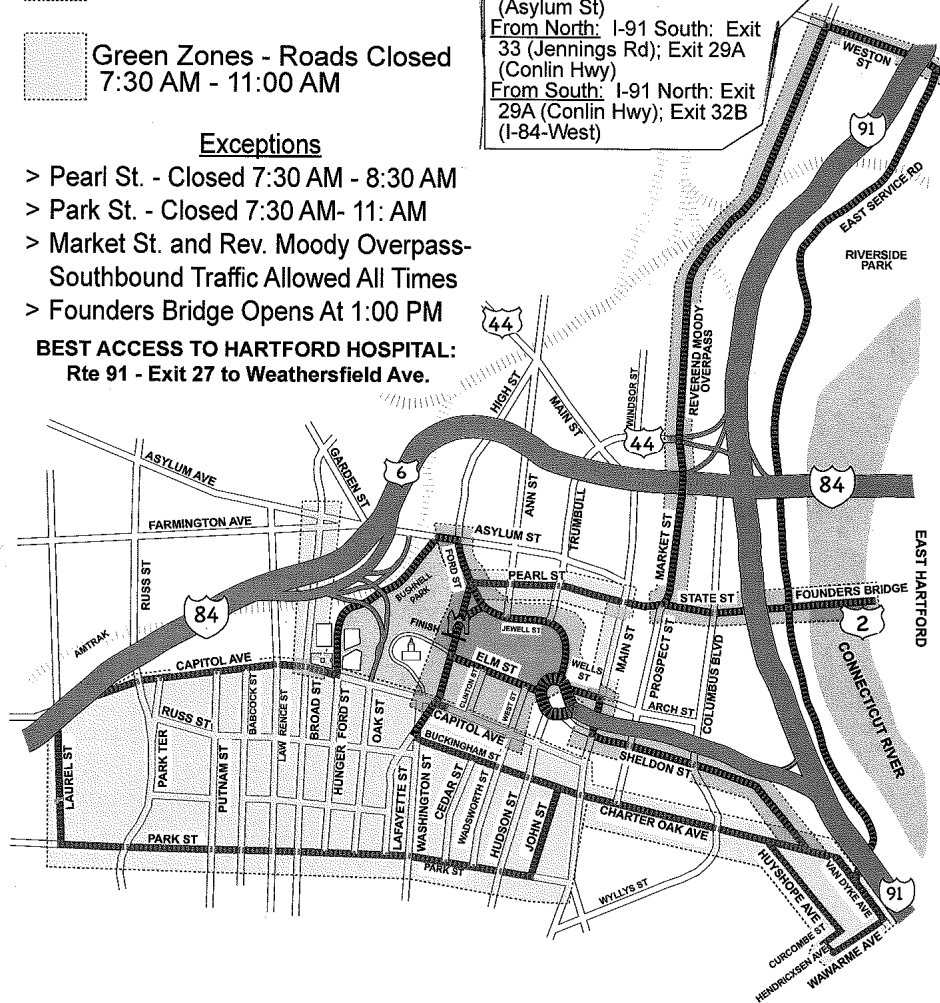 (Asylum St)
From North: I-91 South: Exit
33 (Jennings Rd); Exit 29A
(Conlin Hwy)
From South: I-91 North: Exit
29A (Conlin Hwy); Exit 32B
(I-84-West)
Green Zones - Roads Closed
7:30 AM - 11:00 AM
Exceptions
> Pearl St. - Closed 7:30 AM - 8:30 AM
> Park St. - Closed 7:30 AM- 11: AM
> Market St. and Rev. Moody Overpass-
Southbound Traffic Allowed All Times
> Founders Bridge Opens At 1:00 PM
BEST ACCESS TO HARTFORD HOSPITAL:
Rte 91 - Exit 27 to Weathersfield Ave.
WESTON
ST
91
EAST SERVICE RD
RIVERSIDE
PARK
REVEREND MOODY
OVERPASS
44
HIGH ST
MAIN ST
WINDSOR ST
44
6
84
ASYLUM AVE
GARDEN ST
FARMINGTON AVE
ANN ST
TRUMBULL
ASYLUM ST
MARKET ST
EAST HARTFORD
RUSS ST
BUSHNELL
PARK
FORD ST
PEARL ST
STATE ST
FOUNDERS BRIDGE
2
84
AMTRAK
FINISH
JEWELL ST
MAIN ST
PROSPECT ST
COLUMBUS BLVD
CONNECTICUT RIVER
CAPITOL AVE
ELM ST
WELLS
ST
CLINTON ST
WEST ST
ARCH ST
BABCOCK ST
LAW RENCE ST
BROAD ST
HUNGER FORD ST
OAK ST
RUSS ST
CAPITOL AVE
BUCKINGHAM ST
SHELDON ST
LAUREL ST
PARK TER
PUTNAM ST
LAFAYETTE ST
WASHINGTON ST
CEDAR ST
WADSWORTH ST
HUDSON ST
JOHN ST
CHARTER OAK AVE
PARK ST
PARK ST
WYLLYS ST
HUYSHOPE AVE
VAN DYKE AVE
91
CURCOMBE ST
HENDRICXSEN AVE
WAWARME AVE